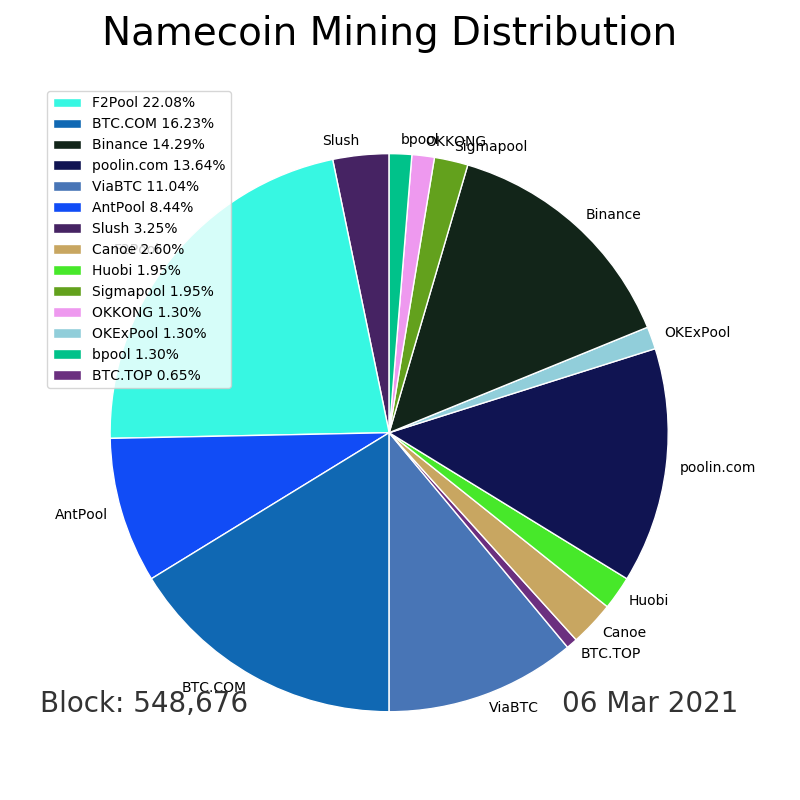 Namecoin Mining Distribution
F2Pool 22.08%
BTC.COM 16.23%
Binance 14.29%
poolin.com 13.64%
ViaBTC 11.04%
AntPool 8.44%
Slush 3.25%
Canoe 2.60%
Huobi 1.95%
Sigmapool 1.95%
OKKONG 1.30%
OKExPool 1.30%
bpool 1.30%
BTC.TOP 0.65%
Slush
bpool
OKKONG
Sigmapool
Binance
OKExPool
poolin.com
Huobi
Canoe
BTC.TOP
ViaBTC
BTC.COM
AntPool
Block: 548,676
06 Mar 2021